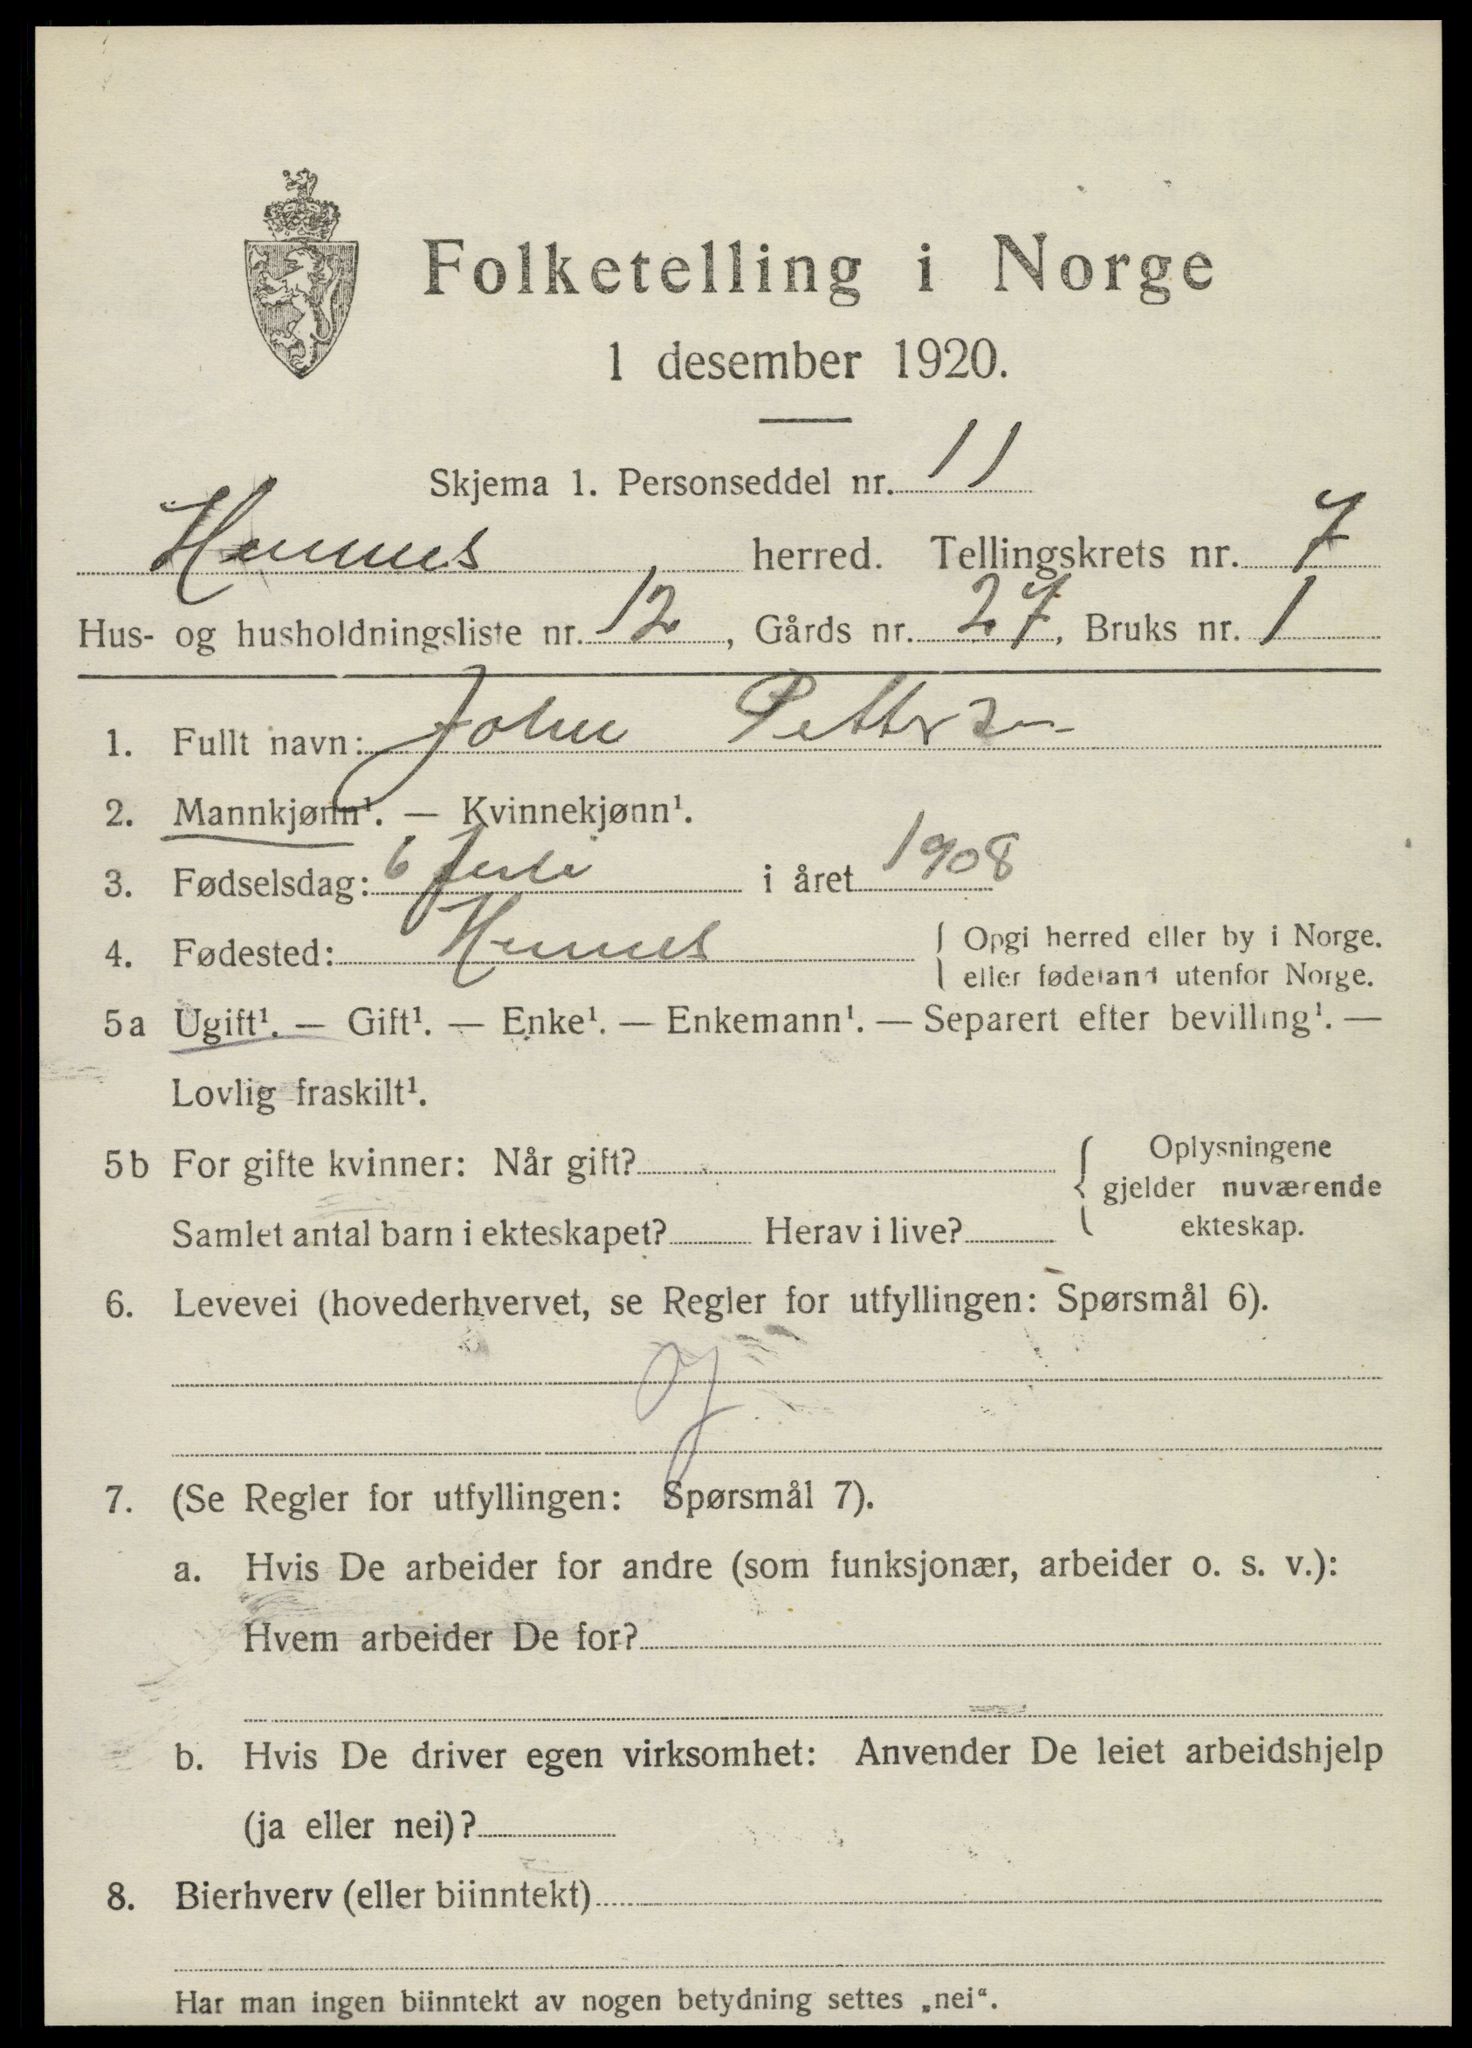 Folketelling i Norge
1 desember 1920.
Skjema 1. Personseddel nr. 11
Hemnes herred. Tellingskrets nr. 7
Hus- og husholdningsliste nr. 12, Gårds nr. 27, Bruks nr. 1
1. Fullt navn: John Pettersen
2. Mannkjønn¹. — Kvinnekjønn¹.
3. Fødselsdag: 6 Juli i året 1908
4. Fødested: Hemnes { Opgi herred eller by i Norge.
eller fødeland utenfor Norge.
5a Ugift¹. — Gift¹. — Enke¹. — Enkemann¹. — Separert efter bevilling¹. —
Lovlig fraskilt¹.
5b For gifte kvinner: Når gift? { Oplysningene
gjelder nuværende
ekteskap.
Samlet antal barn i ekteskapet? Herav i live?
6. Levevei (hovederhvervet, se Regler for utfyllingen: Spørsmål 6).
7. (Se Regler for utfyllingen: Spørsmål 7).
a. Hvis De arbeider for andre (som funksjonær, arbeider o. s. v.):
Hvem arbeider De for?
b. Hvis De driver egen virksomhet: Anvender De leiet arbeidshjelp
(ja eller nei)?
8. Bierhverv (eller biinntekt)
Har man ingen biinntekt av nogen betydning settes „nei“.